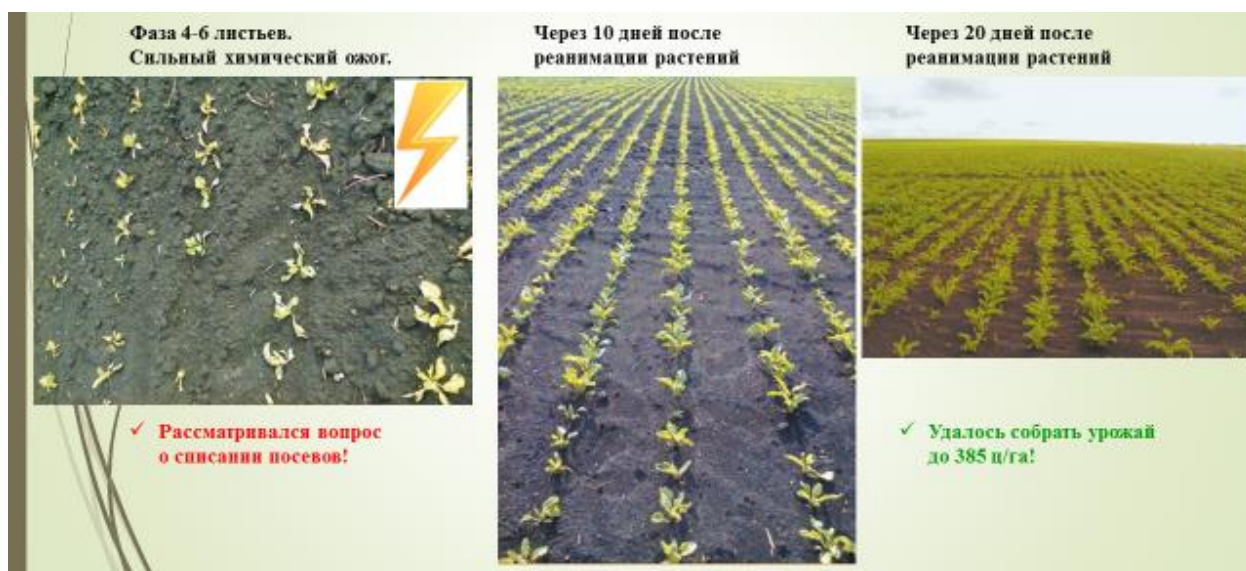 Фаза 4-6 листьев.
Сильный химический ожог.
Через 10 дней после
реанимации растений
Через 20 дней после
реанимации растений
Рассматривался вопрос
о списании посевов!
Удалось собрать урожай
до 385 ц/га!